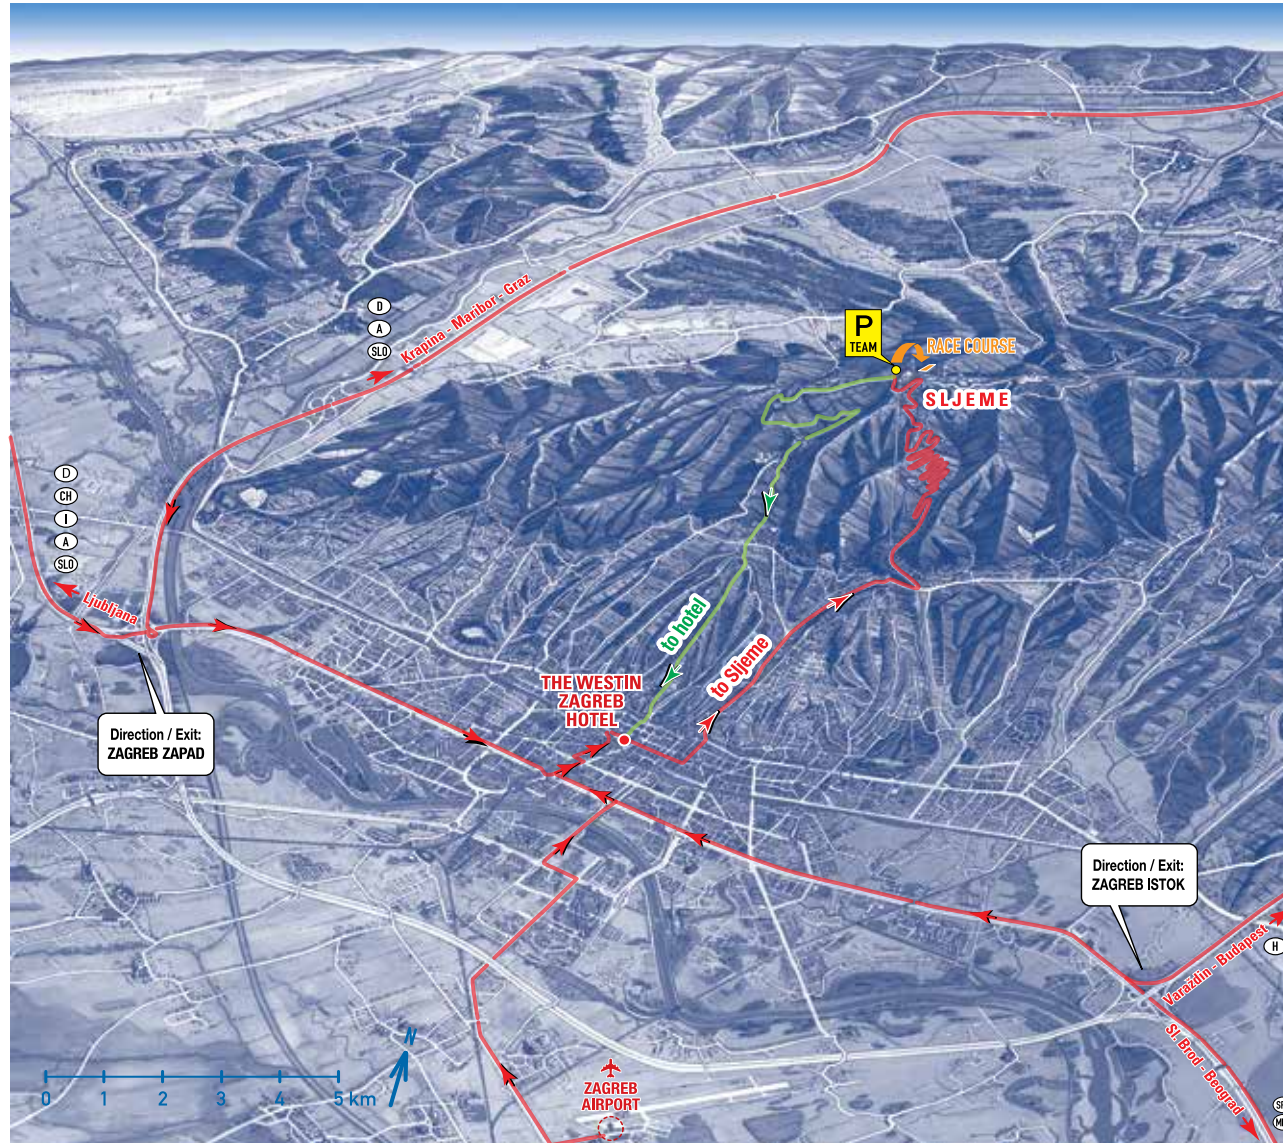 P
TEAM
RACE COURSE
SLJEME
D
A
SLO
Krapina - Maribor - Graz
D
CH
I
A
SLO
Ljubljana
to hotel
to Sljeme
THE WESTIN
ZAGREB
HOTEL
Direction / Exit:
ZAGREB ZAPAD
Direction / Exit:
ZAGREB ISTOK
H
Varaždin - Budapest
Sl. Brod - Beograd
N
0 1 2 3 4 5 km
ZAGREB
AIRPORT